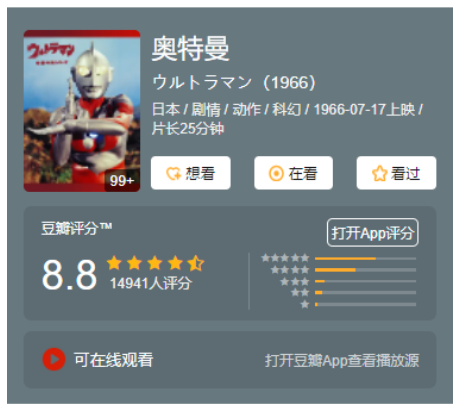 ウルトラマン
99+
奥特曼
ウルトラマン（1966）
日本 / 剧情 / 动作 / 科幻 / 1966-07-17上映 /
片长25分钟
想看
在看
看过
豆瓣评分™
打开App评分
8.8
14941人评分
可在线观看
打开豆瓣App查看播放源